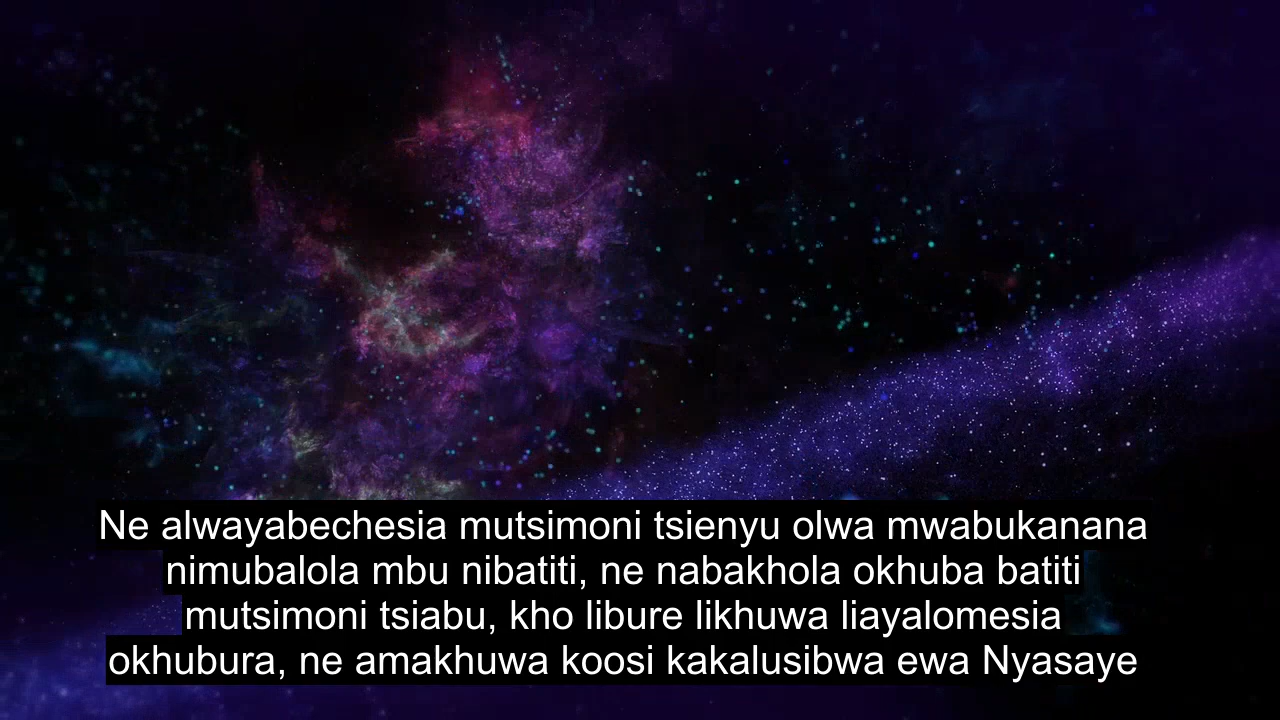 Ne alwayabechesia mutsimoni tsienyu olwa mwabukanana
nimubalola mbu nibatiti, ne nabakhola okhuba batiti
mutsimoni tsiabu, kho libure likhuwa liayalomesia
okhubura, ne amakhuwa koosi kakalusibwa ewa Nyasaye